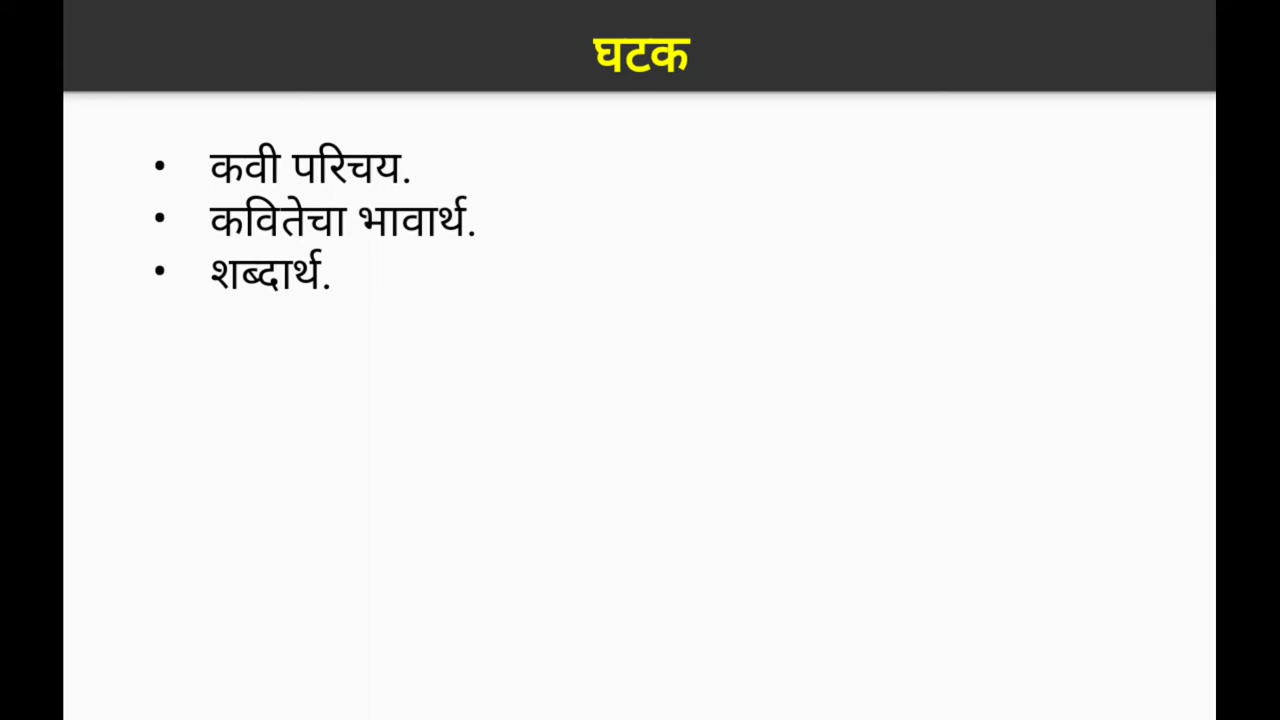 घटक
• कवी परिचय.
• कवितेचा भावार्थ.
• शब्दार्थ.